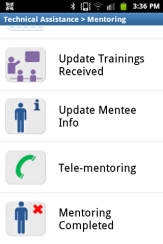 3:36 PM
Technical Assistance > Mentoring
Update Trainings
Received
Update Mentee
Info
Tele-mentoring
Mentoring
Completed